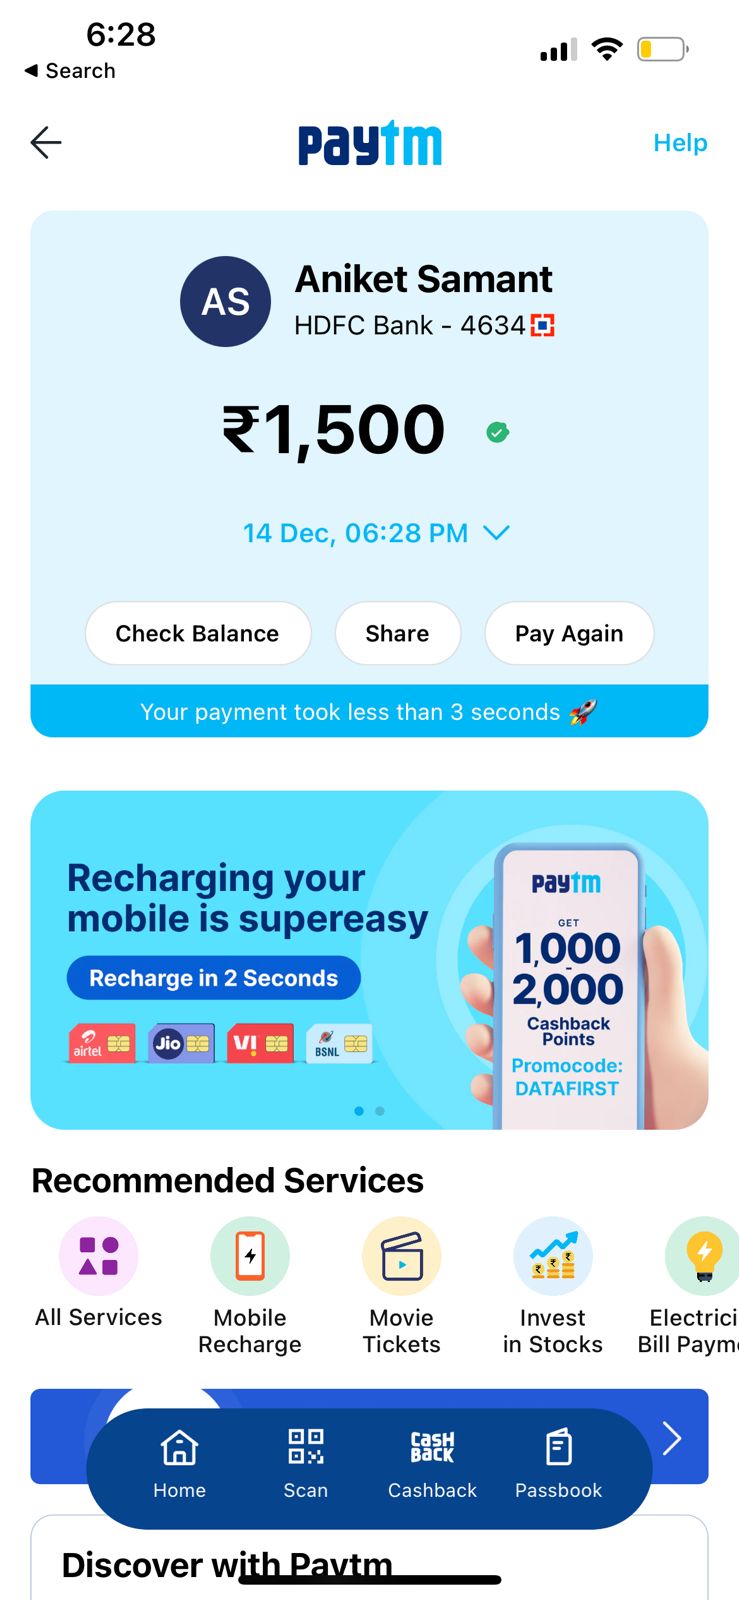 6:28
Search
paytm
Help
AS
Aniket Samant
HDFC Bank - 4634
₹1,500
14 Dec, 06:28 PM
Check Balance
Share
Pay Again
Your payment took less than 3 seconds 🚀
Recharging your
mobile is supereasy
Recharge in 2 Seconds
airtel
Jio
VI
BSNL
paytm
GET
1,000
-
2,000
Cashback
Points
Promocode:
DATAFIRST
Recommended Services
All Services
Mobile
Recharge
Movie
Tickets
Invest
in Stocks
Electrici
Bill Payme
Home
Scan
CASH
BACK
Cashback
Passbook
Discover with Paytm